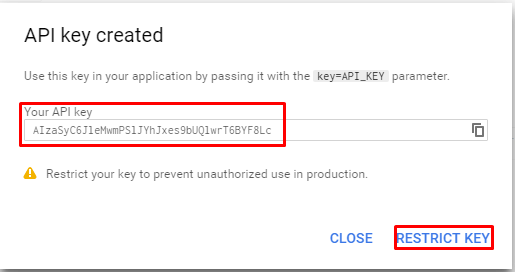 API key created
Use this key in your application by passing it with the key=API_KEY parameter.
Your API key
AIzaSyC6JleMwmPSlJYhJxes9bUQlwrT6BYF8Lc
Restrict your key to prevent unauthorized use in production.
CLOSE RESTRICT KEY